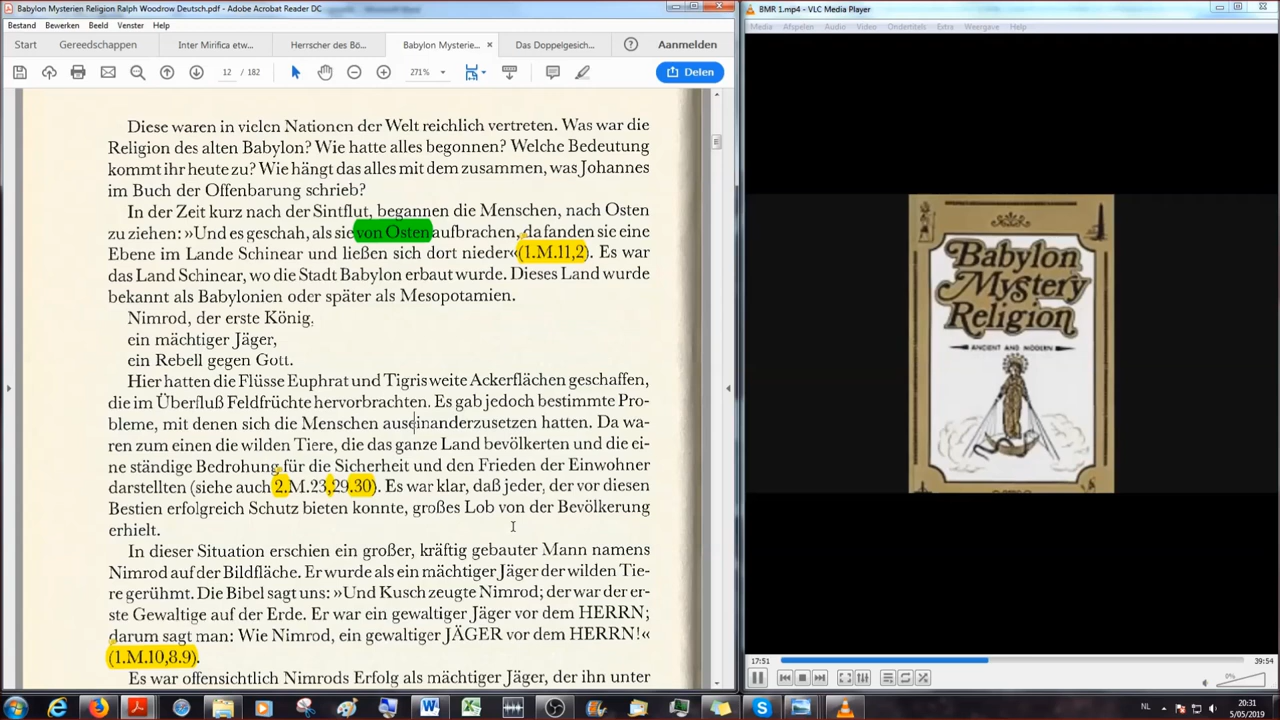 Babylon Mysterien Religion Ralph Woodrow Deutsch.pdf - Adobe Acrobat Reader DC
Bestand Bewerken Beeld Venster Help
Start Gereedschappen Inter Mirifica etw... Herrscher des Bö... Babylon Mysterie... × Das Doppelgesich... Aanmelden
12 / 182 271% Delen
Diese waren in vielen Nationen der Welt reichlich vertreten. Was war die
Religion des alten Babylon? Wie hatte alles begonnen? Welche Bedeutung
kommt ihr heute zu? Wie hängt das alles mit dem zusammen, was Johannes
im Buch der Offenbarung schrieb?
In der Zeit kurz nach der Sintflut, begannen die Menschen, nach Osten
zu ziehen: »Und es geschah, als sie von Osten aufbrachen, da fanden sie eine
Ebene im Lande Schinear und ließen sich dort nieder« (1.M.11,2). Es war
das Land Schinear, wo die Stadt Babylon erbaut wurde. Dieses Land wurde
bekannt als Babylonien oder später als Mesopotamien.
Nimrod, der erste König,
ein mächtiger Jäger,
ein Rebell gegen Gott.
Hier hatten die Flüsse Euphrat und Tigris weite Ackerflächen geschaffen,
die im Überfluß Feldfrüchte hervorbrachten. Es gab jedoch bestimmte Pro-
bleme, mit denen sich die Menschen auseinanderzusetzen hatten. Da wa-
ren zum einen die wilden Tiere, die das ganze Land bevölkerten und die ei-
ne ständige Bedrohung für die Sicherheit und den Frieden der Einwohner
darstellten (siehe auch 2.M.23,29.30). Es war klar, daß jeder, der vor diesen
Bestien erfolgreich Schutz bieten konnte, großes Lob von der Bevölkerung
erhielt.
In dieser Situation erschien ein großer, kräftig gebauter Mann namens
Nimrod auf der Bildfläche. Er wurde als ein mächtiger Jäger der wilden Tie-
re gerühmt. Die Bibel sagt uns: »Und Kusch zeugte Nimrod; der war der er-
ste Gewaltige auf der Erde. Er war ein gewaltiger Jäger vor dem HERRN;
darum sagt man: Wie Nimrod, ein gewaltiger JÄGER vor dem HERRN!«
(1.M.10,8.9).
Es war offensichtlich Nimrods Erfolg als mächtiger Jäger, der ihn unter
BMR 1.mp4 - VLC Media Player
Media Afspelen Audio Video Ondertitels Extra Weergave Help
Babylon
Mystery
Religion
ANCIENT AND MODERN
17:51 39:54
0%
NL 20:31
5/05/2019